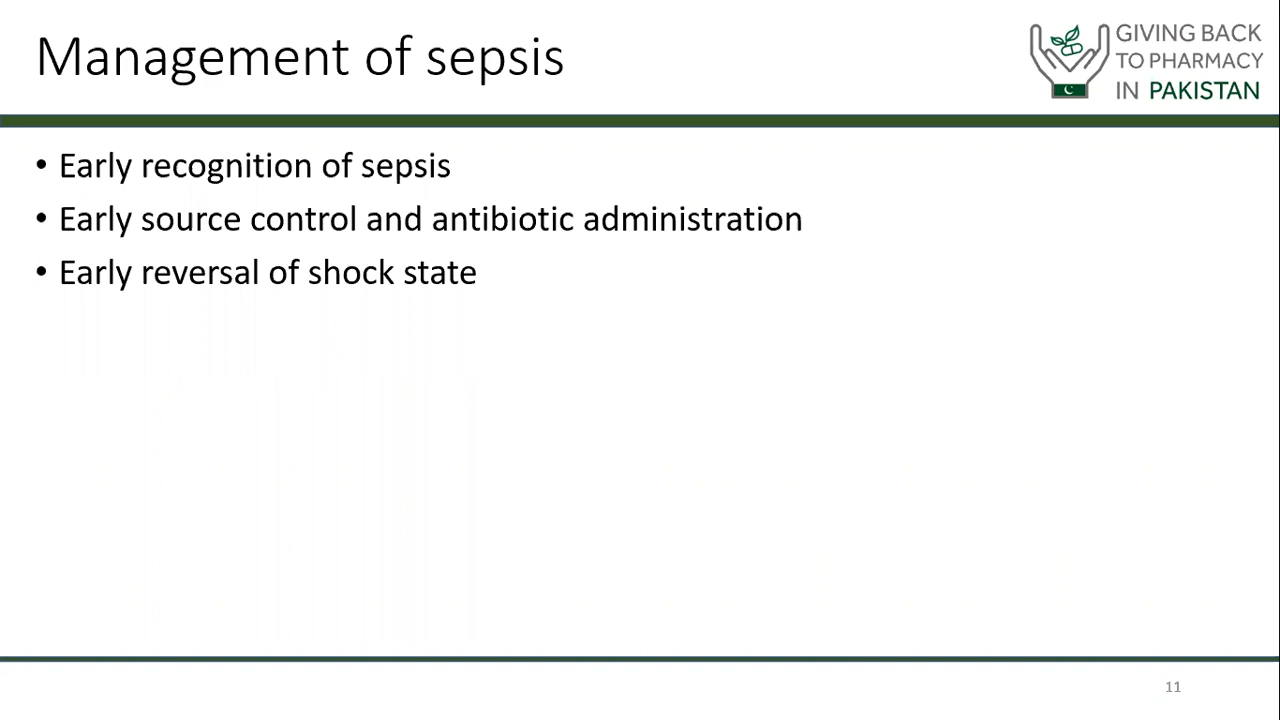 Management of sepsis
GIVING BACK
TO PHARMACY
IN PAKISTAN
• Early recognition of sepsis
• Early source control and antibiotic administration
• Early reversal of shock state
11